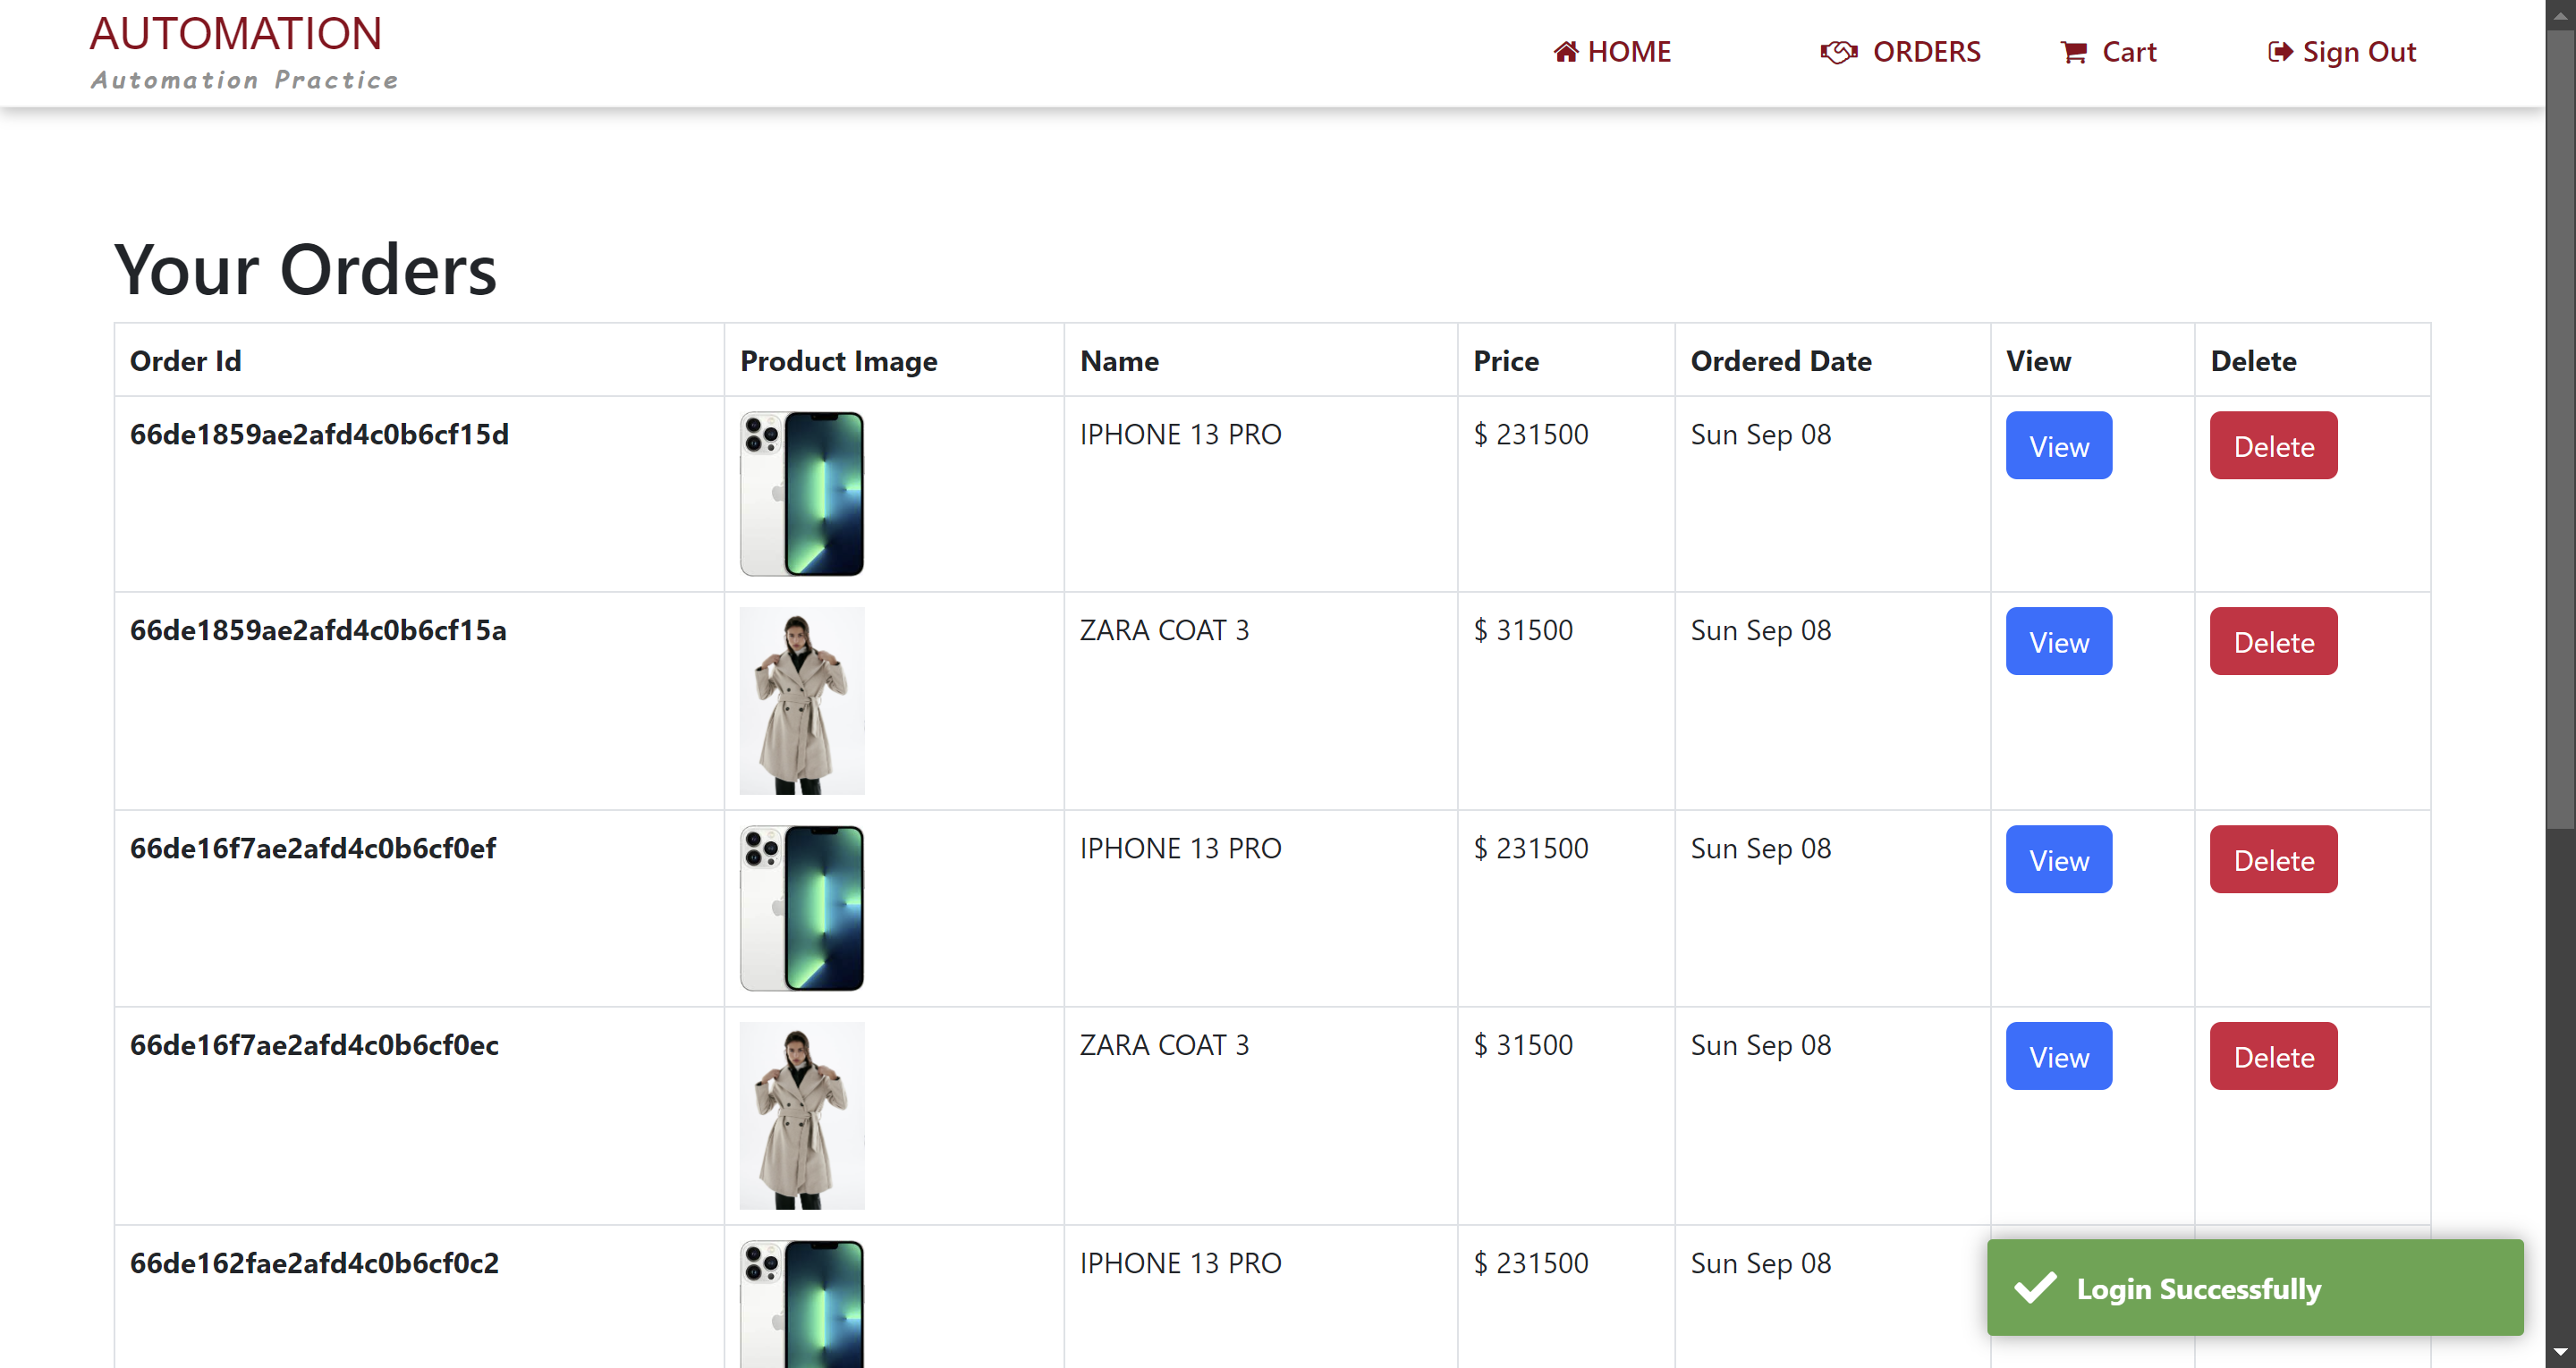 AUTOMATION
Automation Practice
HOME
ORDERS
Cart
Sign Out
Your Orders
Order Id Product Image Name Price Ordered Date View Delete
66de1859ae2afd4c0b6cf15d IPHONE 13 PRO $ 231500 Sun Sep 08 View Delete
66de1859ae2afd4c0b6cf15a ZARA COAT 3 $ 31500 Sun Sep 08 View Delete
66de16f7ae2afd4c0b6cf0ef IPHONE 13 PRO $ 231500 Sun Sep 08 View Delete
66de16f7ae2afd4c0b6cf0ec ZARA COAT 3 $ 31500 Sun Sep 08 View Delete
66de162fae2afd4c0b6cf0c2 IPHONE 13 PRO $ 231500 Sun Sep 08
Login Successfully